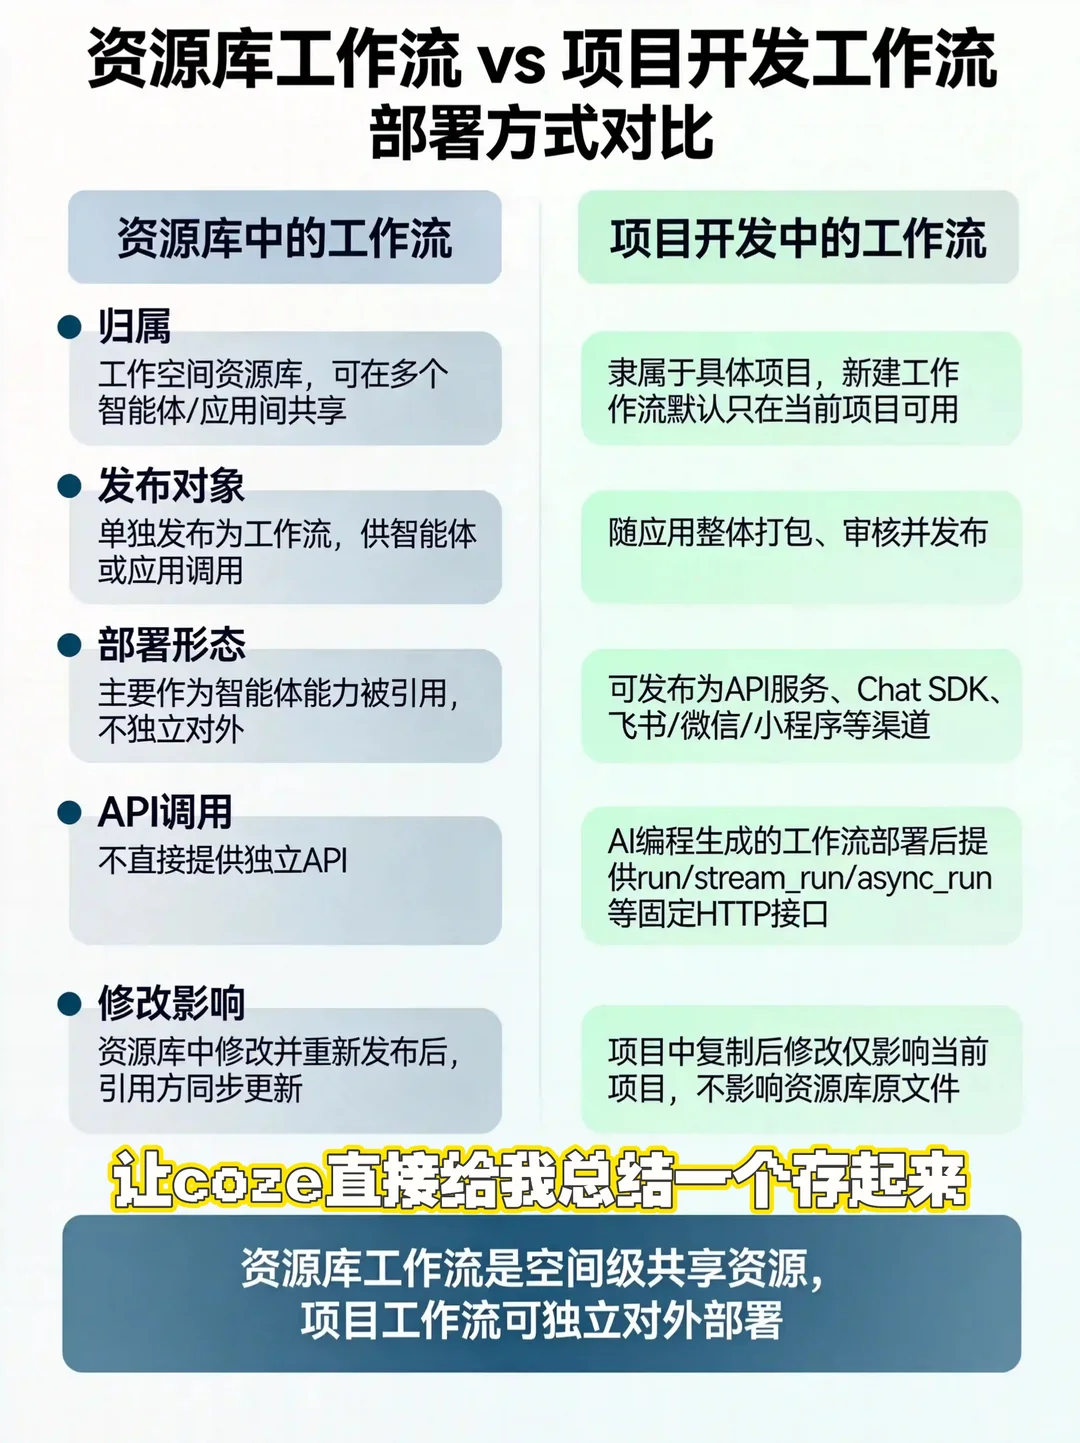 资源库工作流 vs 项目开发工作流
部署方式对比
资源库中的工作流
项目开发中的工作流
归属
工作空间资源库，可在多个
智能体/应用间共享
隶属于具体项目，新建工作
作流默认只在当前项目可用
发布对象
单独发布为工作流，供智能体
或应用调用
随应用整体打包、审核并发布
部署形态
主要作为智能体能力被引用，
不独立对外
可发布为API服务、Chat SDK、
飞书/微信/小程序等渠道
API调用
不直接提供独立API
AI编程生成的工作流部署后提
供run/stream_run/async_run
等固定HTTP接口
修改影响
资源库中修改并重新发布后，
引用方同步更新
项目中复制后修改仅影响当前
项目，不影响资源库原文件
让coze直接给我总结一个存起来
资源库工作流是空间级共享资源，
项目工作流可独立对外部署